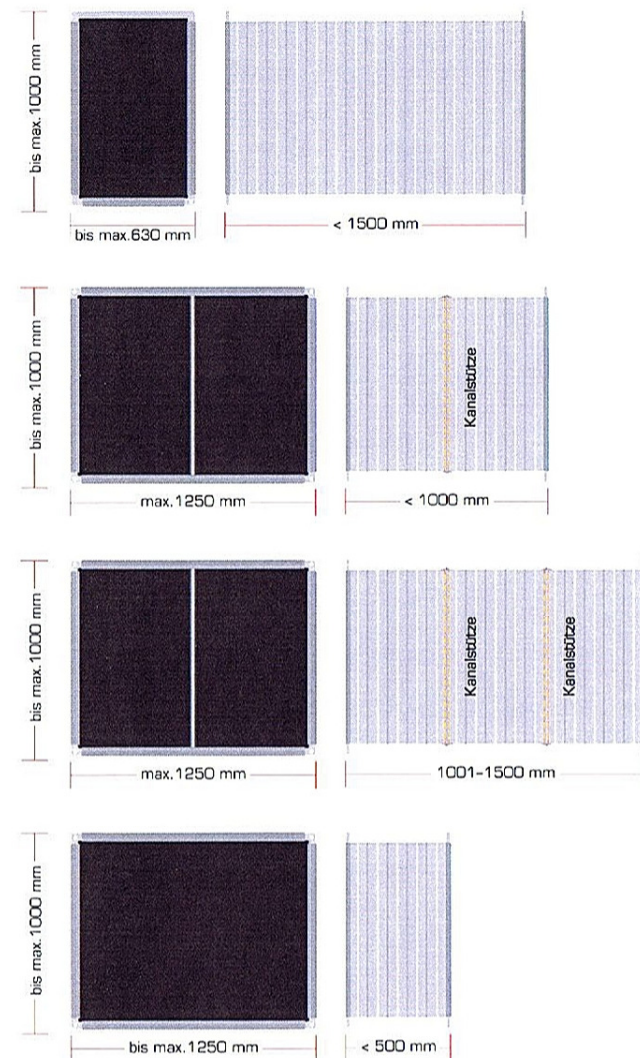 bis max. 1000 mm
bis max.630 mm
< 1500 mm
bis max. 1000 mm
Kanalstütze
max. 1250 mm
< 1000 mm
bis max. 1000 mm
Kanalstütze
Kanalstütze
max. 1250 mm
1001-1500 mm
bis max. 1000 mm
bis max. 1250 mm
< 500 mm